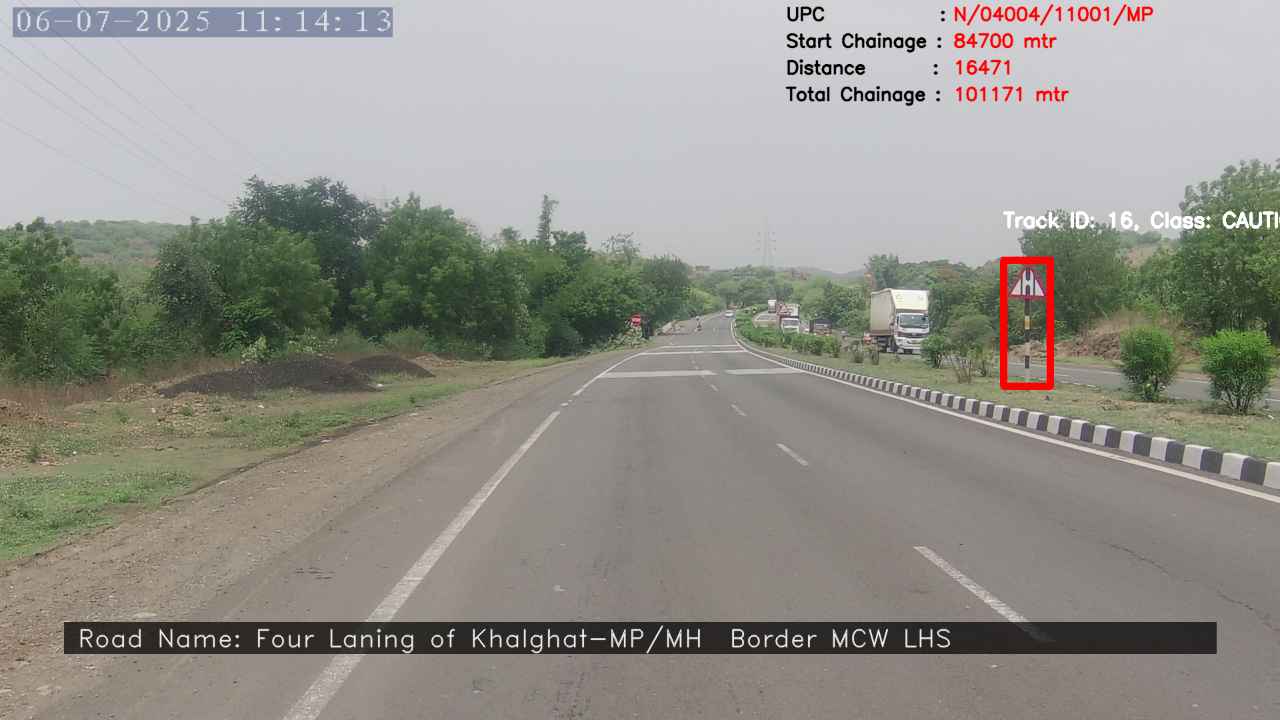 06-07-2025 11:14:13
UPC : N/04004/11001/MP
Start Chainage : 84700 mtr
Distance : 16471
Total Chainage : 101171 mtr
Track ID: 16, Class: CAUTI
Road Name: Four Laning of Khalghat-MP/MH Border MCW LHS